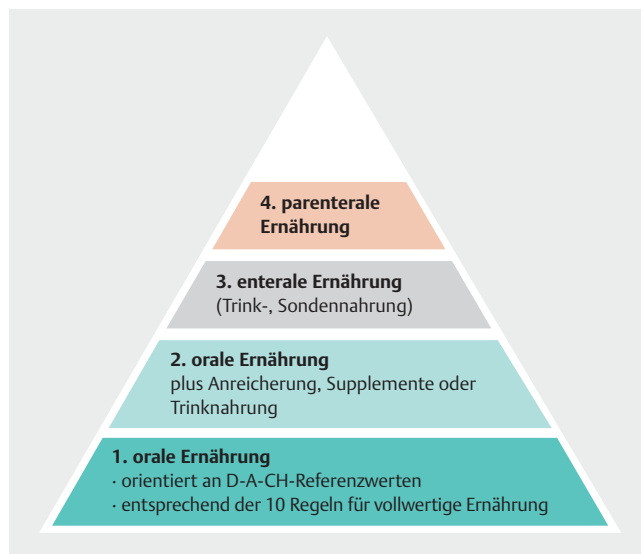 4. parenterale
Ernährung
3. enterale Ernährung
(Trink-, Sondennahrung)
2. orale Ernährung
plus Anreicherung, Supplemente oder
Trinknahrung
1. orale Ernährung
· orientiert an D-A-CH-Referenzwerten
· entsprechend der 10 Regeln für vollwertige Ernährung